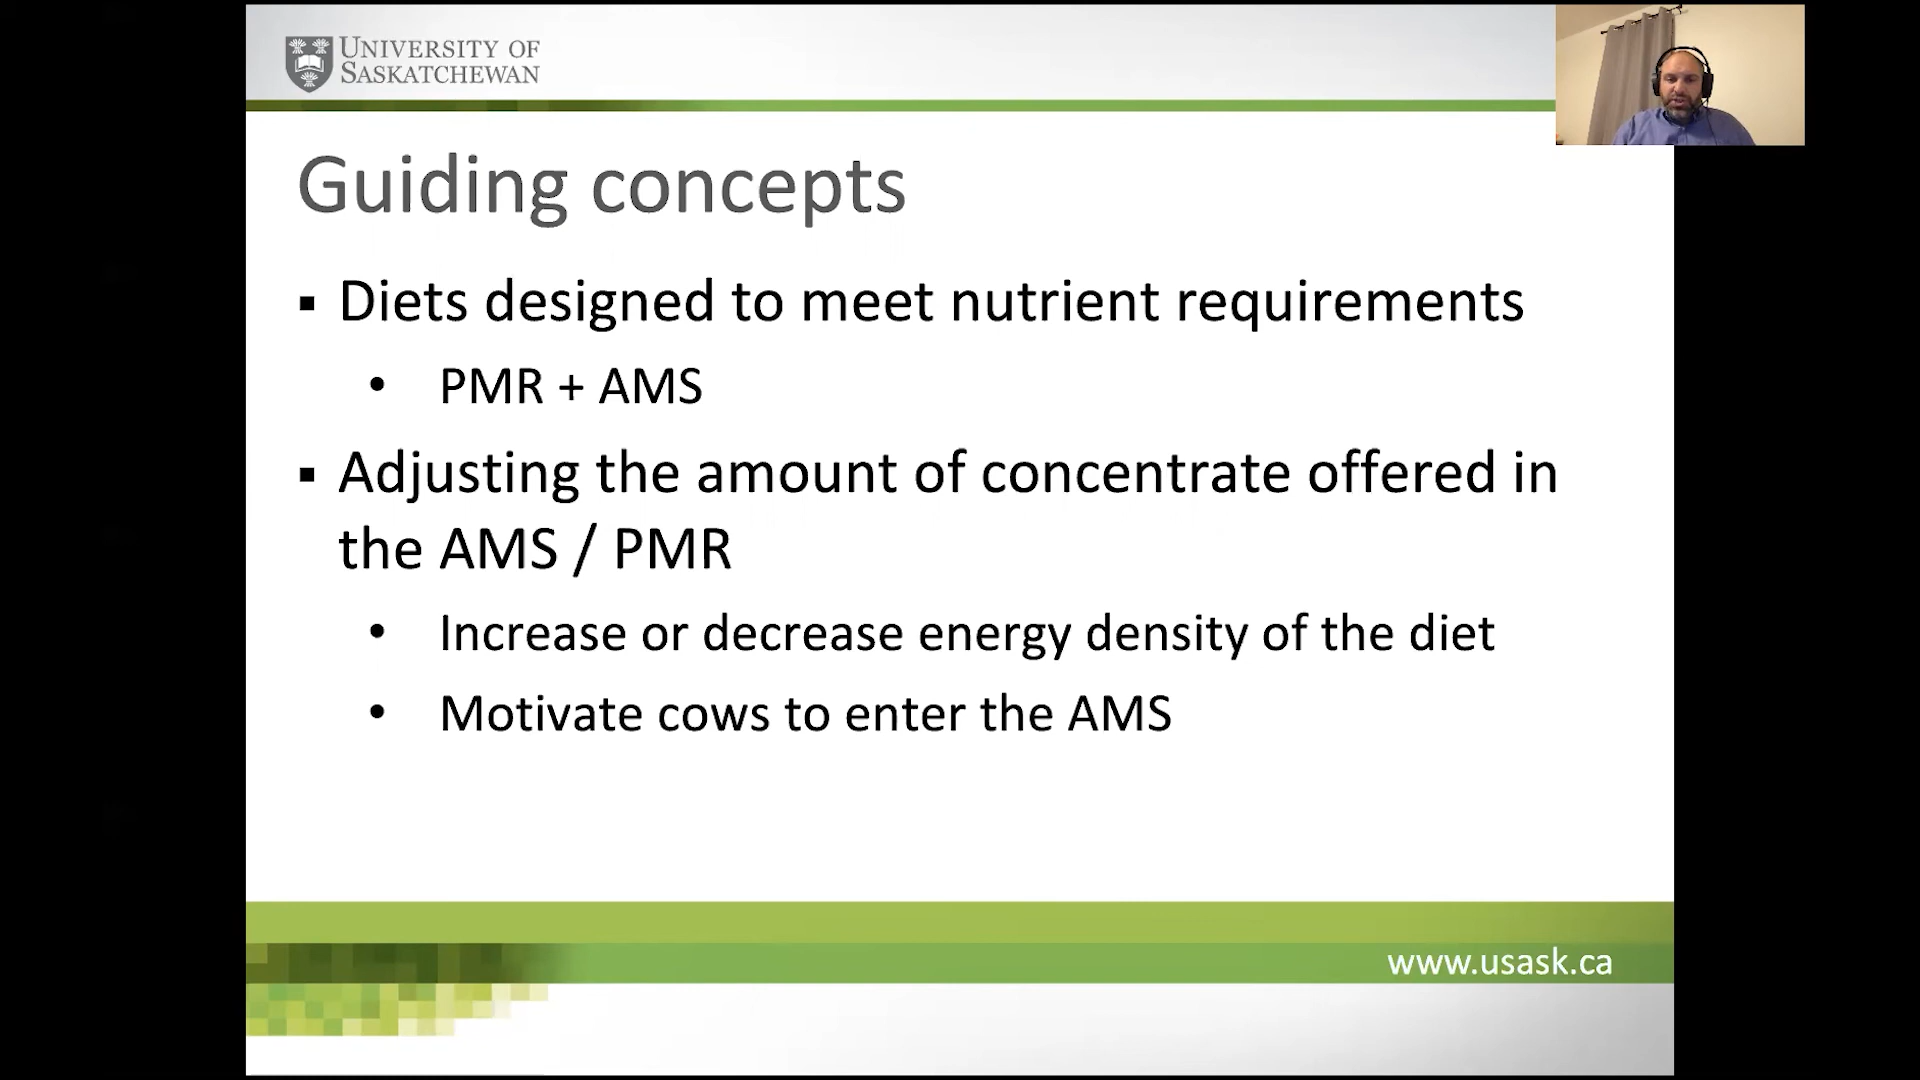 UNIVERSITY OF
SASKATCHEWAN
Guiding concepts
▪ Diets designed to meet nutrient requirements
• PMR + AMS
▪ Adjusting the amount of concentrate offered in
the AMS / PMR
• Increase or decrease energy density of the diet
• Motivate cows to enter the AMS
www.usask.ca